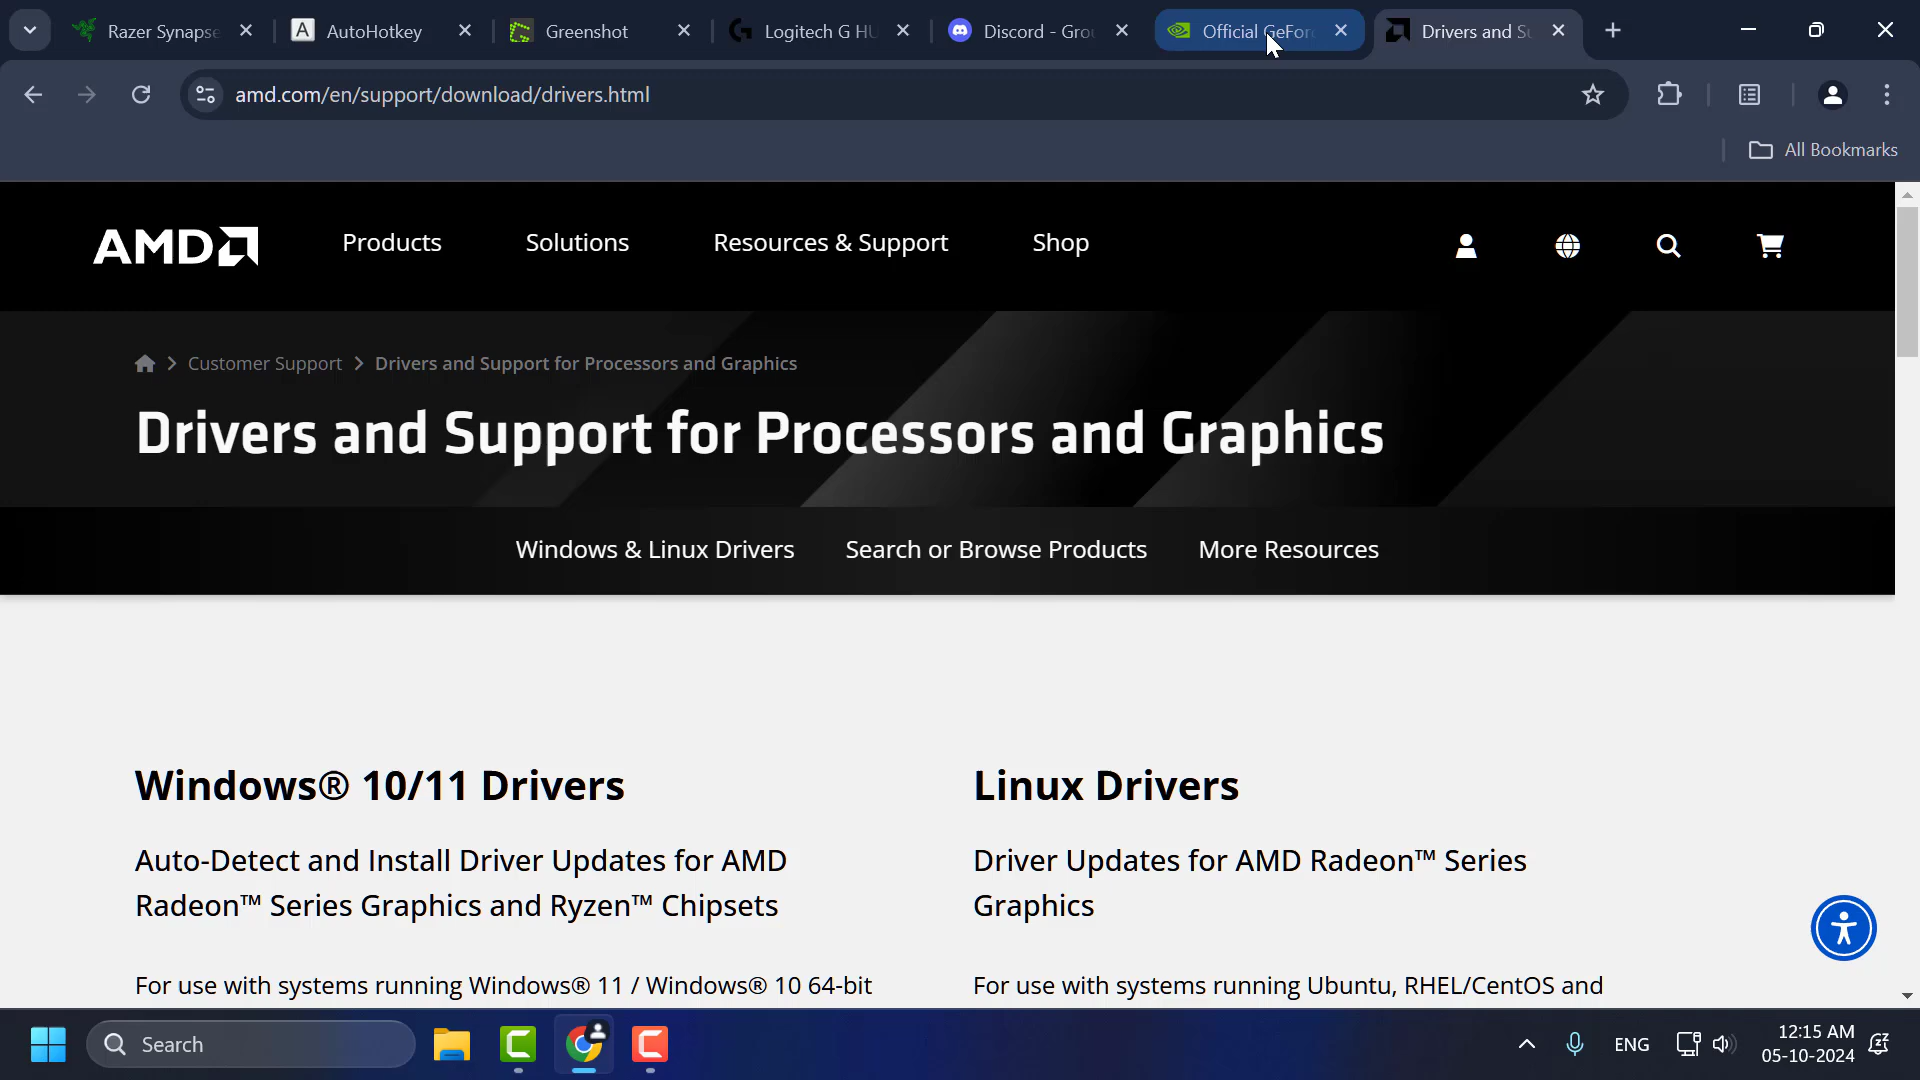 Razer Synapse
AutoHotkey
Greenshot
Logitech G HU
Discord - Grou
Official GeForc
Drivers and Su
amd.com/en/support/download/drivers.html
All Bookmarks
AMD
Products
Solutions
Resources & Support
Shop
Customer Support
Drivers and Support for Processors and Graphics
Drivers and Support for Processors and Graphics
Windows & Linux Drivers
Search or Browse Products
More Resources
Windows® 10/11 Drivers
Auto-Detect and Install Driver Updates for AMD
Radeon™ Series Graphics and Ryzen™ Chipsets
For use with systems running Windows® 11 / Windows® 10 64-bit
Linux Drivers
Driver Updates for AMD Radeon™ Series
Graphics
For use with systems running Ubuntu, RHEL/CentOS and
Search
ENG
12:15 AM
05-10-2024